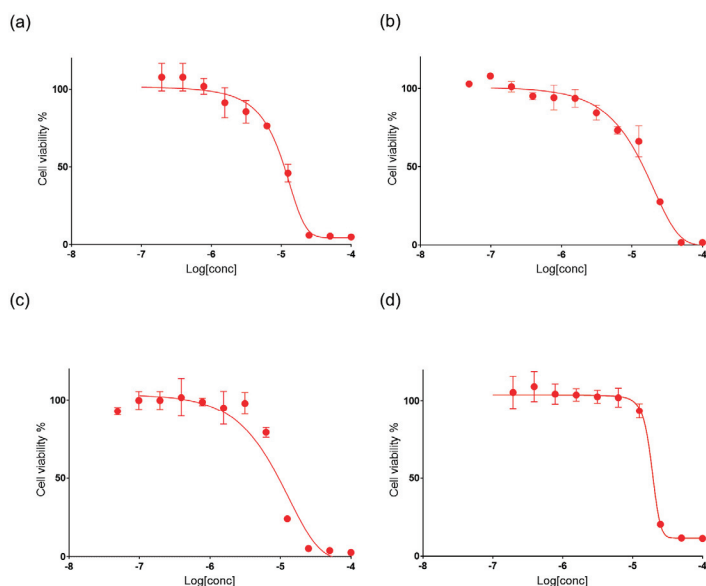 (a)
Cell viability %
100
50
0
-8 -7 -6 -5 -4
Log[conc]
(b)
Cell viability %
100
50
0
-8 -7 -6 -5 -4
Log[conc]
(c)
Cell viability %
100
50
0
-8 -7 -6 -5 -4
Log[conc]
(d)
Cell viability %
100
50
0
-8 -7 -6 -5 -4
Log[conc]